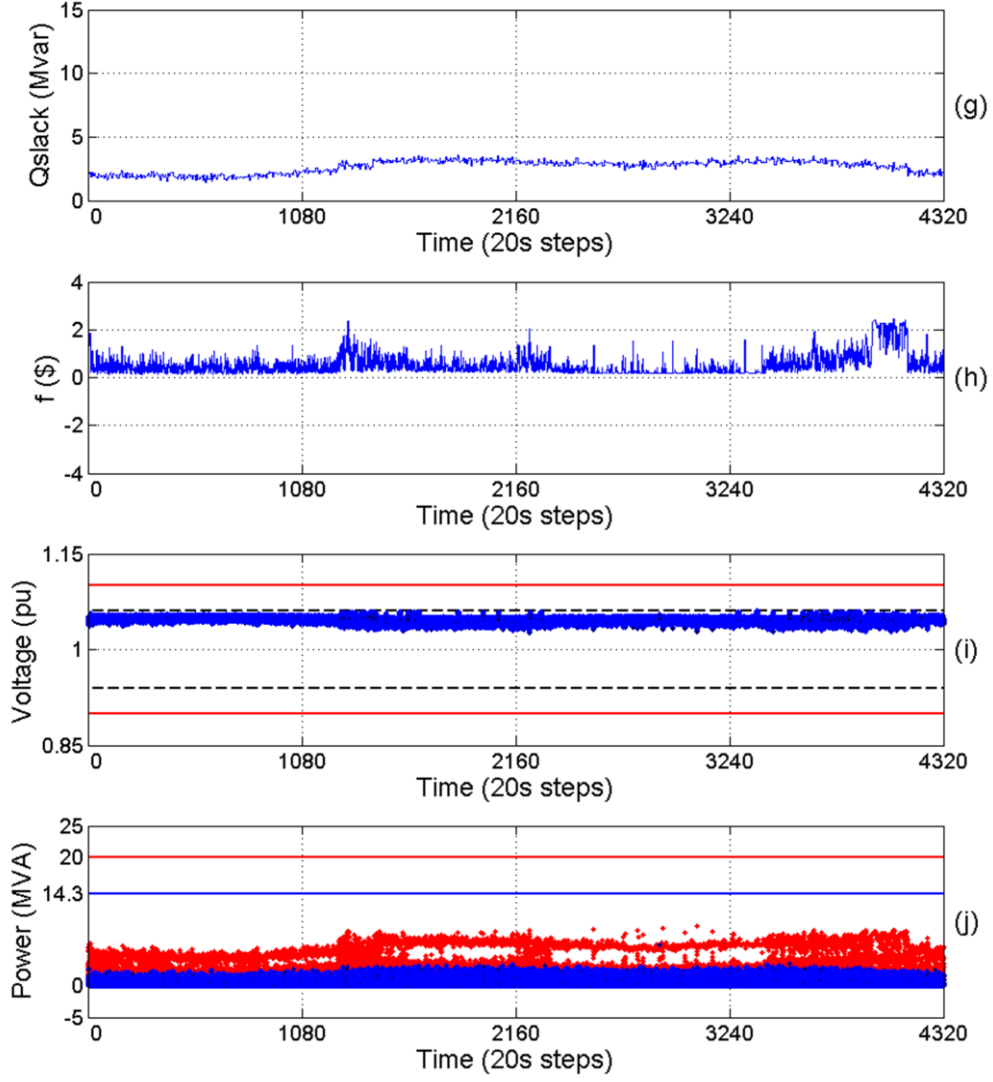 15
10
5
0
Qslack (Mvar)
0 1080 2160 3240 4320
Time (20s steps)
(g)
4
2
0
-2
-4
f ($)
0 1080 2160 3240 4320
Time (20s steps)
(h)
1.15
1
0.85
Voltage (pu)
0 1080 2160 3240 4320
Time (20s steps)
(i)
25
20
14.3
0
-5
Power (MVA)
0 1080 2160 3240 4320
Time (20s steps)
(j)